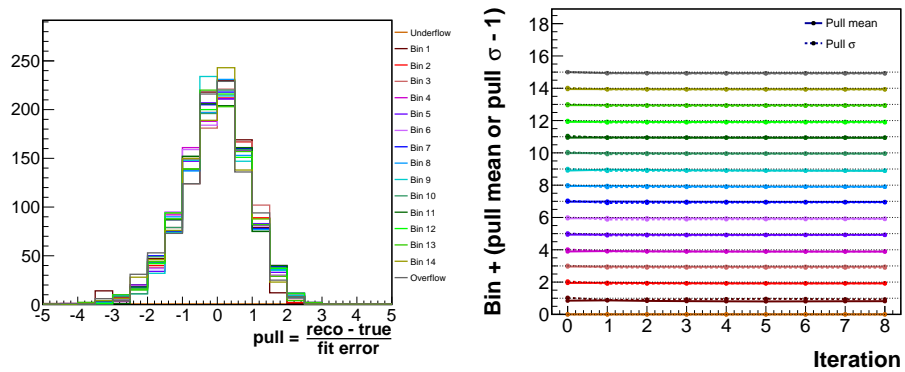 250
200
150
100
50
0
-5 -4 -3 -2 -1 0 1 2 3 4 5
pull = reco - true
fit error
Underflow
Bin 1
Bin 2
Bin 3
Bin 4
Bin 5
Bin 6
Bin 7
Bin 8
Bin 9
Bin 10
Bin 11
Bin 12
Bin 13
Bin 14
Overflow
Bin + (pull mean or pull σ - 1)
18
16
14
12
10
8
6
4
2
0
Pull mean
Pull σ
0 1 2 3 4 5 6 7 8
Iteration